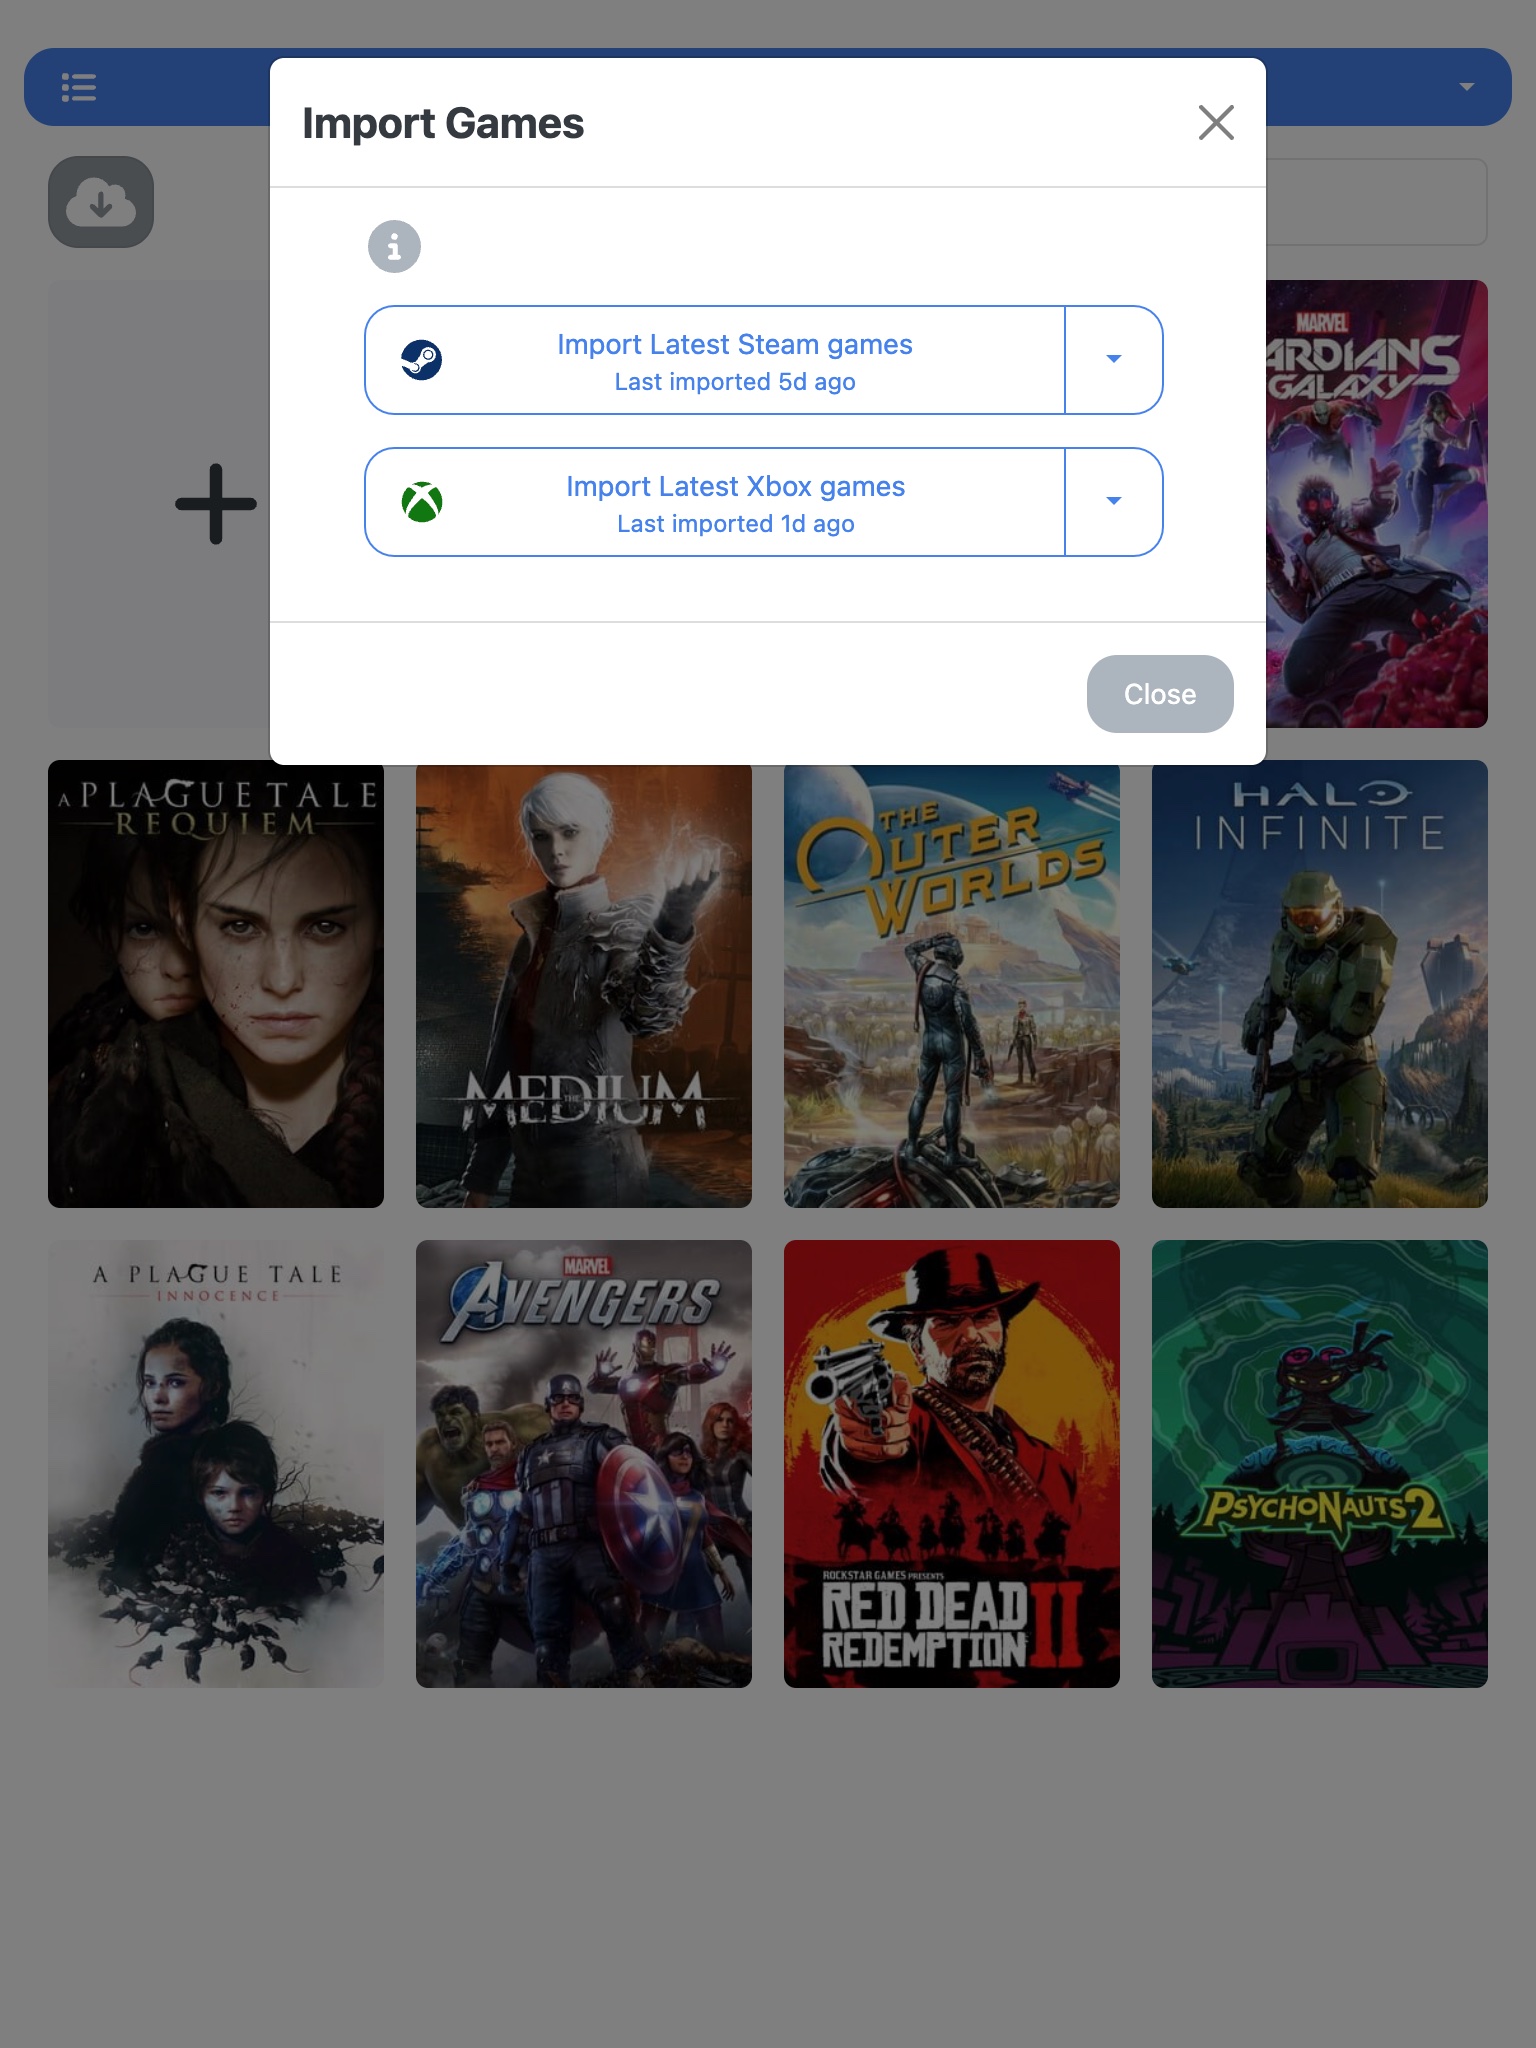 Import Games
Import Latest Steam games
Last imported 5d ago
Import Latest Xbox games
Last imported 1d ago
Close
MARVEL
ARDIANS
GALAXY
A PLAGUE TALE
REQUIEM
THE
MEDIUM
THE
OUTER
WORLDS
HALO
INFINITE
A PLAGUE TALE
INNOCENCE
MARVEL
AVENGERS
ROCKSTAR GAMES PRESENTS
RED DEAD
REDEMPTION II
PSYCHONAUTS 2